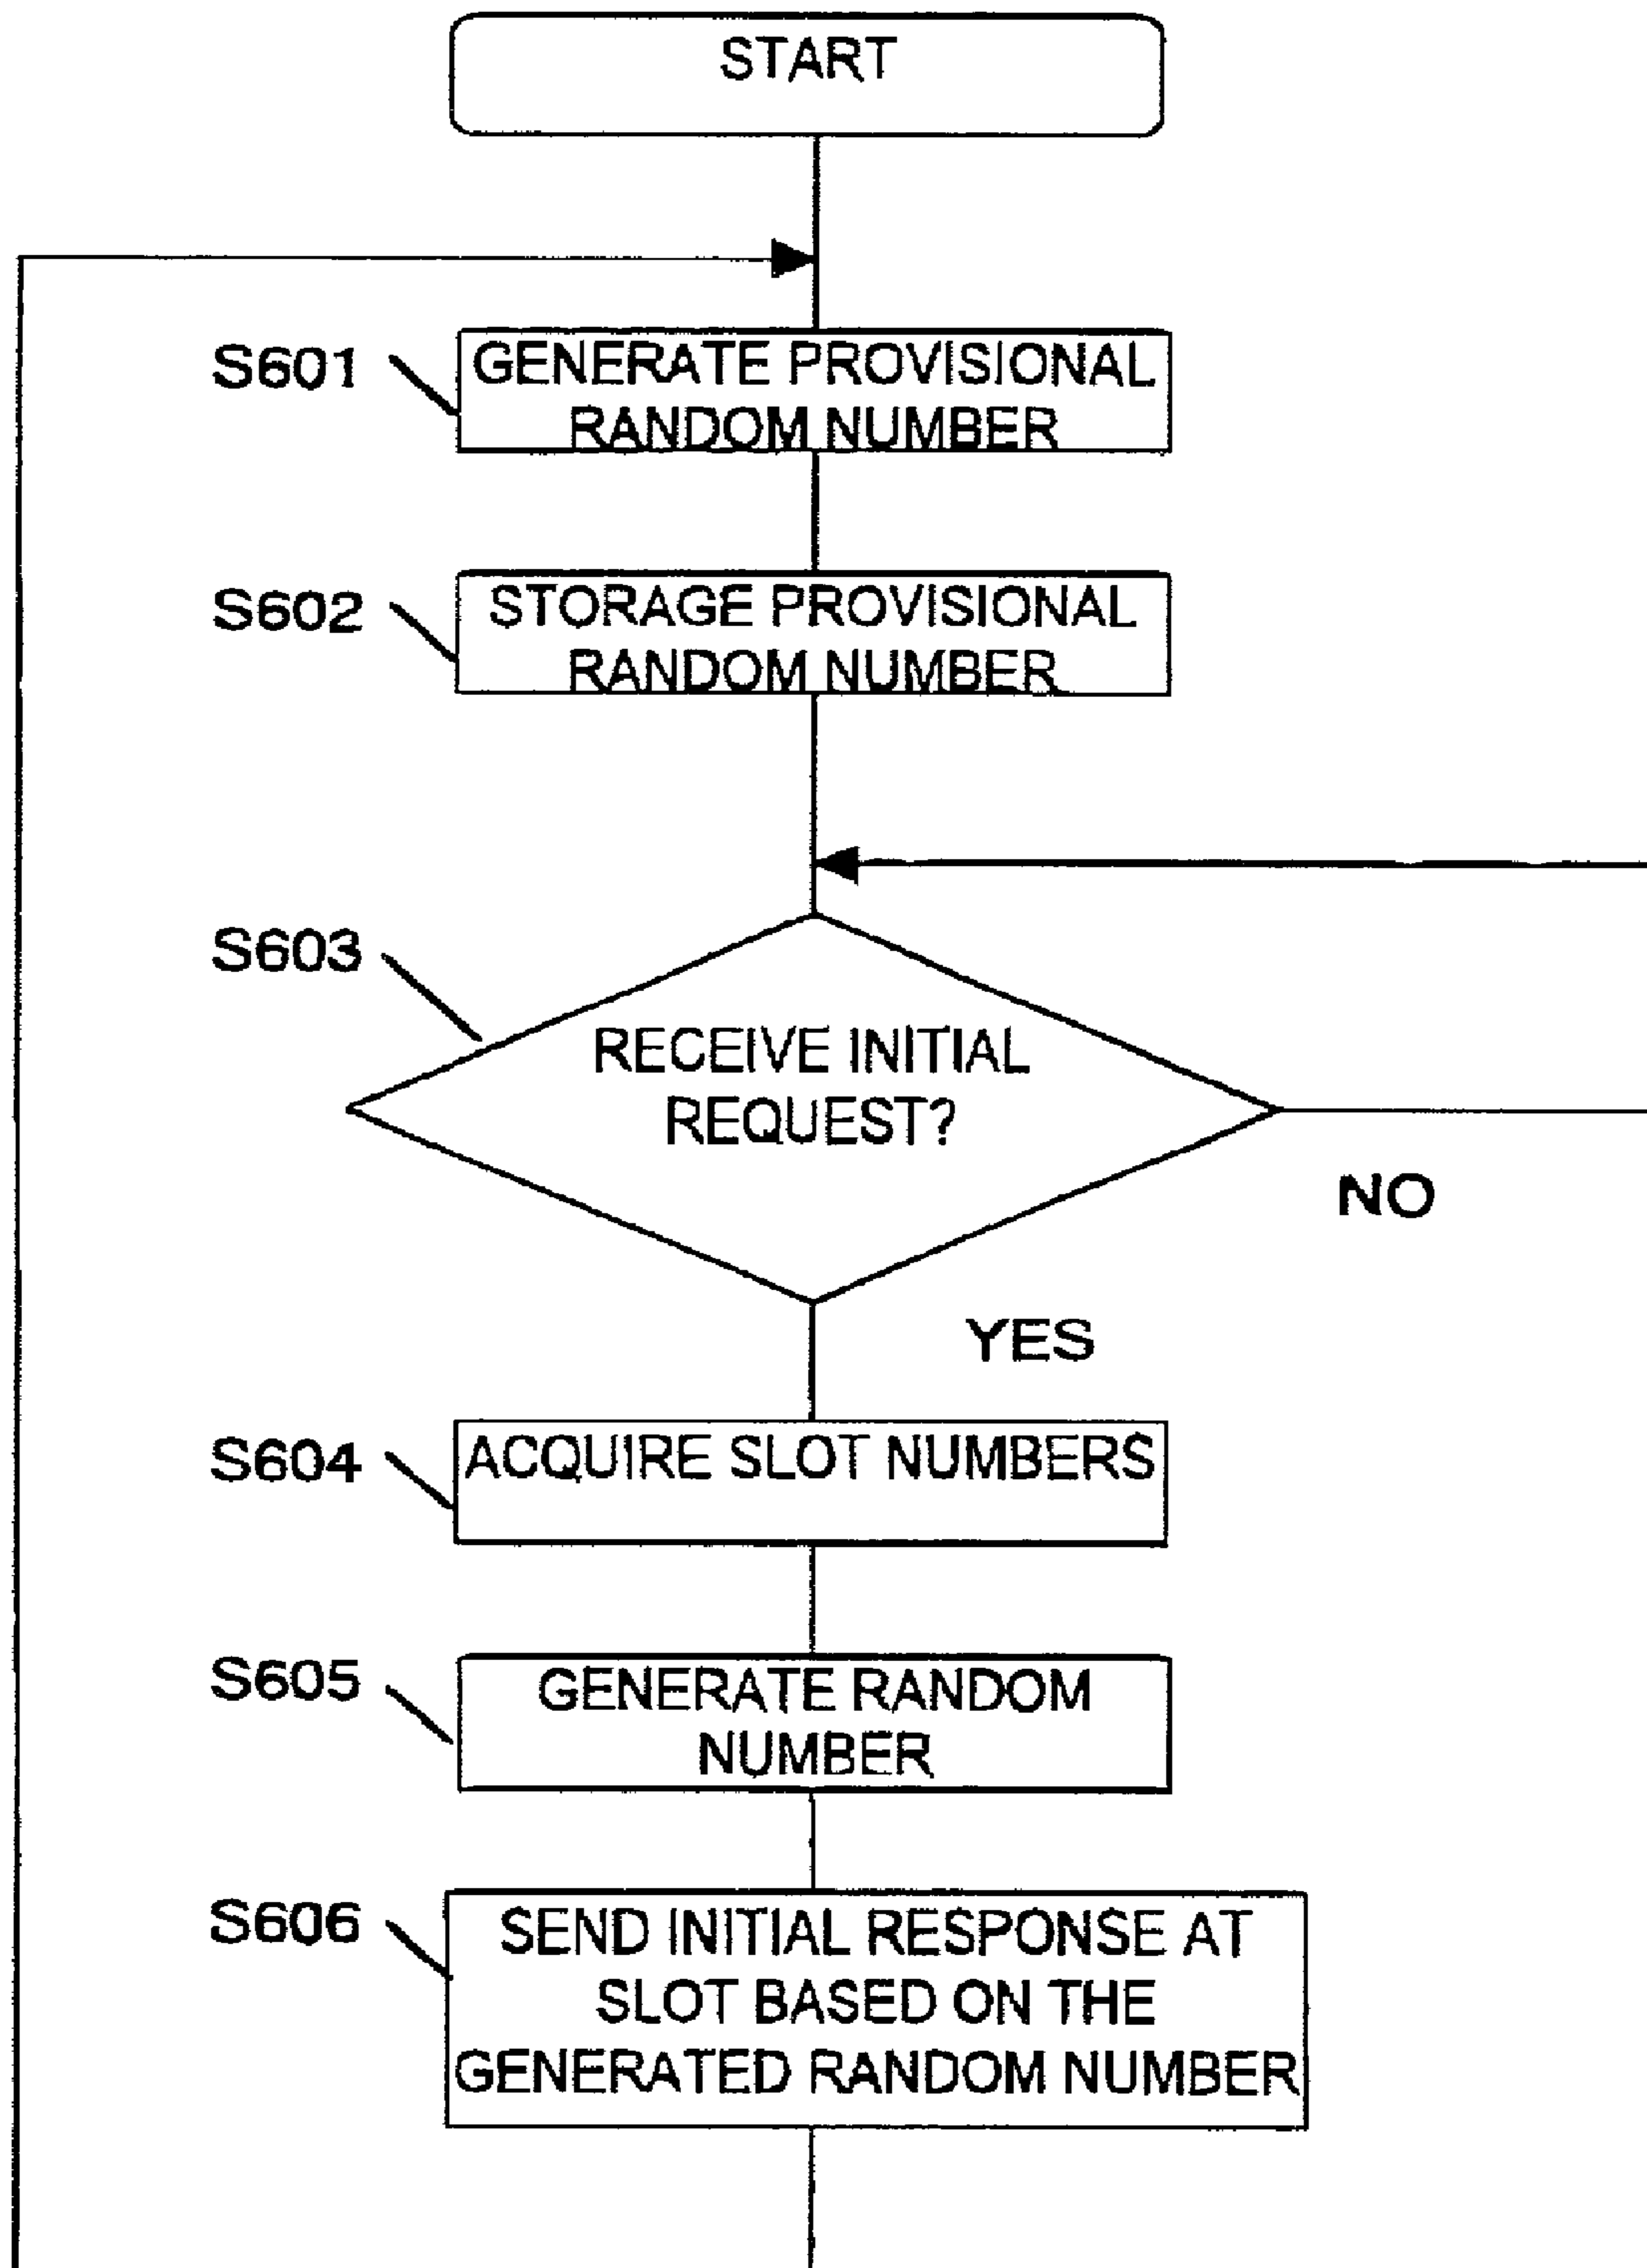 START
S601
GENERATE PROVISIONAL
RANDOM NUMBER
S602
STORAGE PROVISIONAL
RANDOM NUMBER
S603
RECEIVE INITIAL
REQUEST?
NO
YES
S604
ACQUIRE SLOT NUMBERS
S605
GENERATE RANDOM
NUMBER
S606
SEND INITIAL RESPONSE AT
SLOT BASED ON THE
GENERATED RANDOM NUMBER